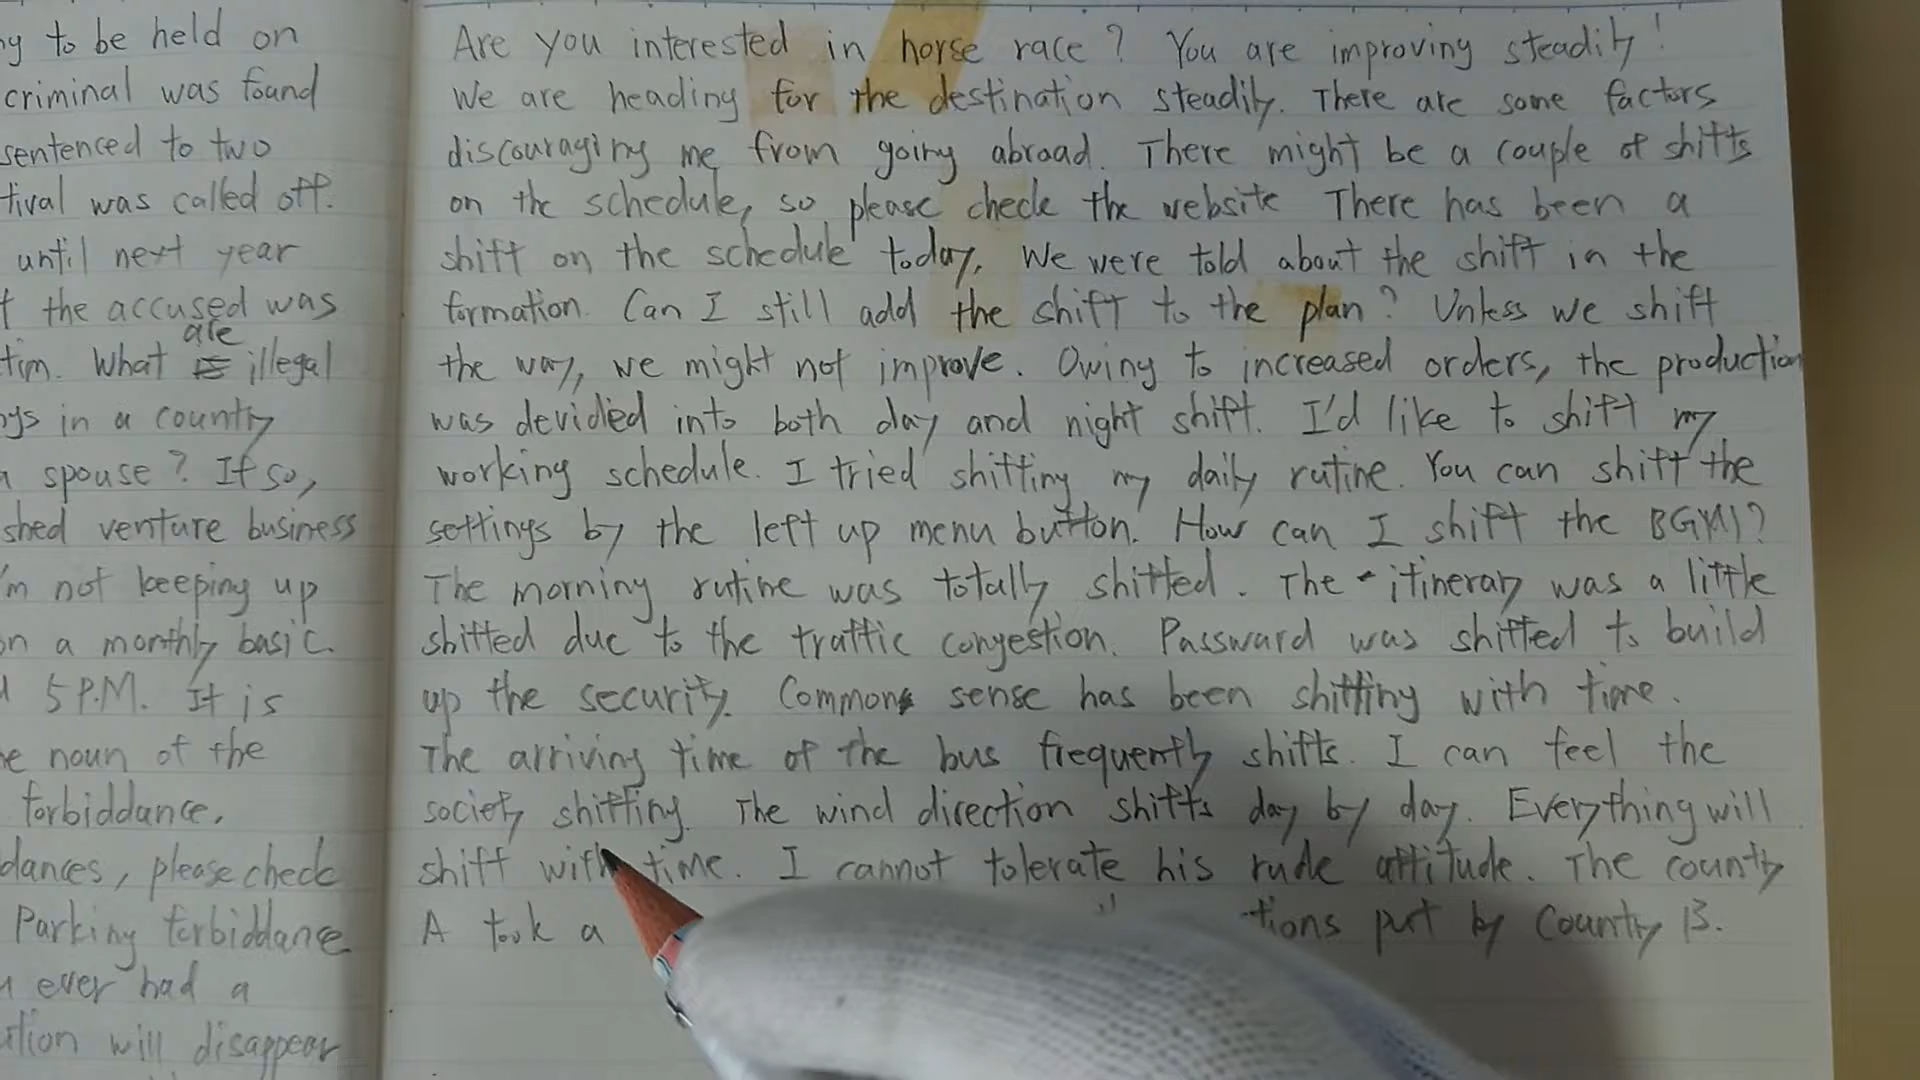 to be held on
criminal was found
sentenced to two
tival was called off.
until next year
the accused was
are
What illegal
in a county
spouse? If so,
shed venture business
'm not keeping up
on a monthly basic.
5 P.M. It is
noun of the
forbiddance.
dances, please check
Parking forbiddance
ever had a
will disappear
Are you interested in horse race? You are improving steadily!
We are heading for the destination steadily. There are some factors
discouraging me from going abroad. There might be a couple of shifts
on the schedule, so please check the website There has been a
shift on the schedule today. We were told about the shift in the
formation. Can I still add the shift to the plan? Unless we shift
the way, we might not improve. Owing to increased orders, the production
was devided into both day and night shift. I'd like to shift my
working schedule. I tried shifting my daily rutine. You can shift the
settings by the left up menu button. How can I shift the BGM?
The morning rutine was totally shifted. The itinerary was a little
shifted due to the traffic congestion. Passward was shifted to build
up the security. Common sense has been shifting with time.
The arriving time of the bus frequently shifts. I can feel the
society shifting. The wind direction shifts day by day. Everything will
shift with time. I cannot tolerate his rude attitude. The county
A took a tions put by County B.